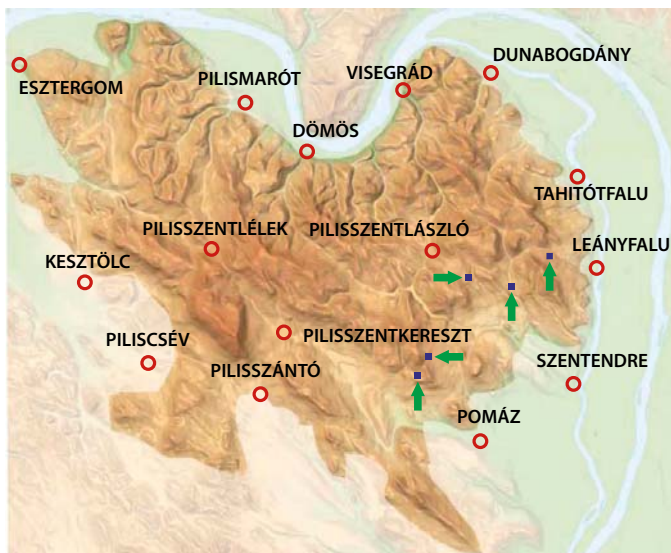 DUNABOGDÁNY
VISEGRÁD
PILISMARÓT
ESZTERGOM
DÖMÖS
TAHITÓTFALU
PILISSZENTLÉLEK
PILISSZENTLÁSZLÓ
LEÁNYFALU
KESZTÖLC
PILISCSÉV
PILISSZENTKERESZT
PILISSZÁNTÓ
SZENTENDRE
POMÁZ